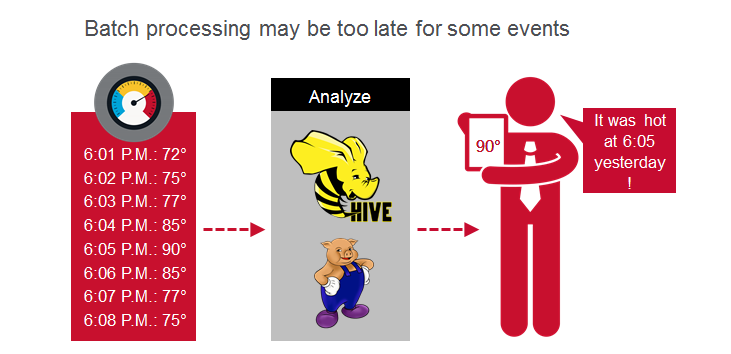 Batch processing may be too late for some events
6:01 P.M.: 72°
6:02 P.M.: 75°
6:03 P.M.: 77°
6:04 P.M.: 85°
6:05 P.M.: 90°
6:06 P.M.: 85°
6:07 P.M.: 77°
6:08 P.M.: 75°
Analyze
HIVE
90°
It was hot
at 6:05
yesterday
!